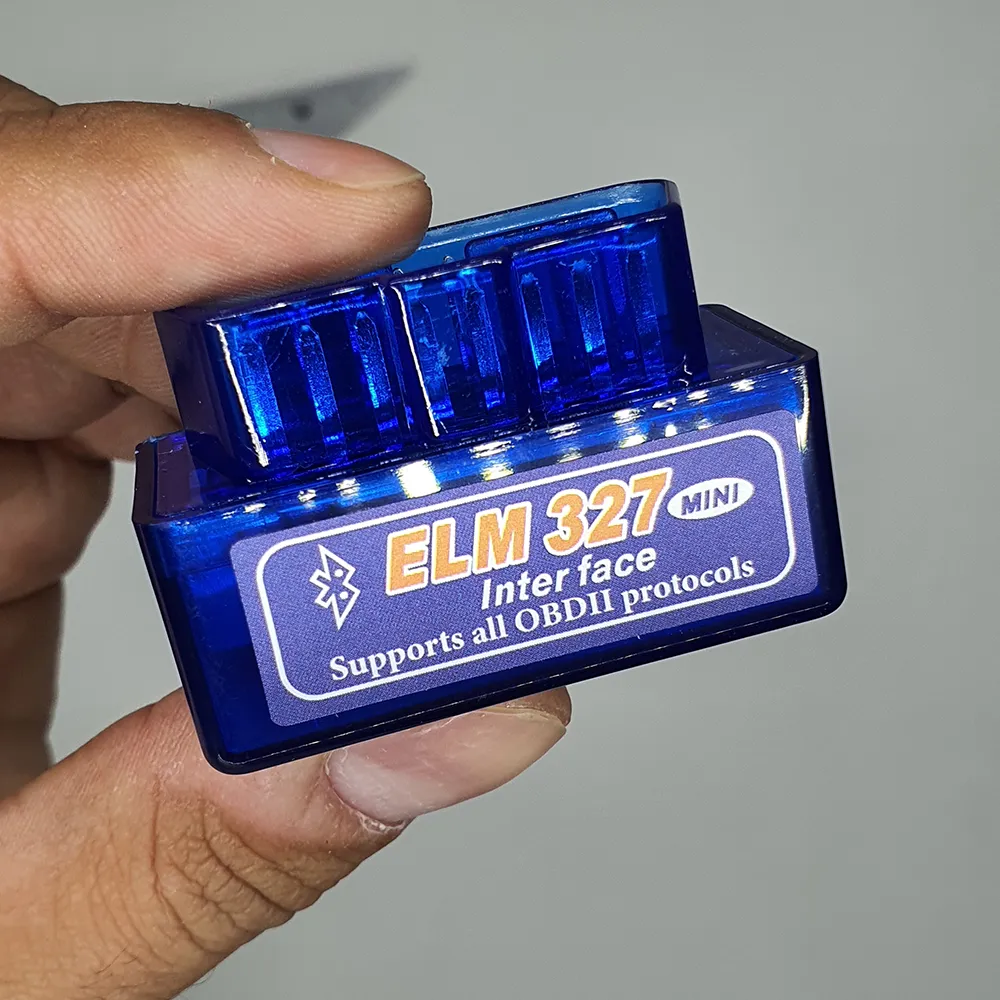 ELM 327 MINI
Inter face
Supports all OBDII protocols